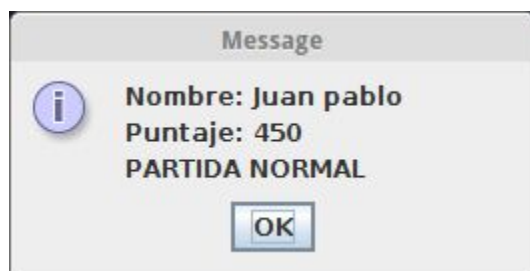 Message
Nombre: Juan pablo
Puntaje: 450
PARTIDA NORMAL
OK